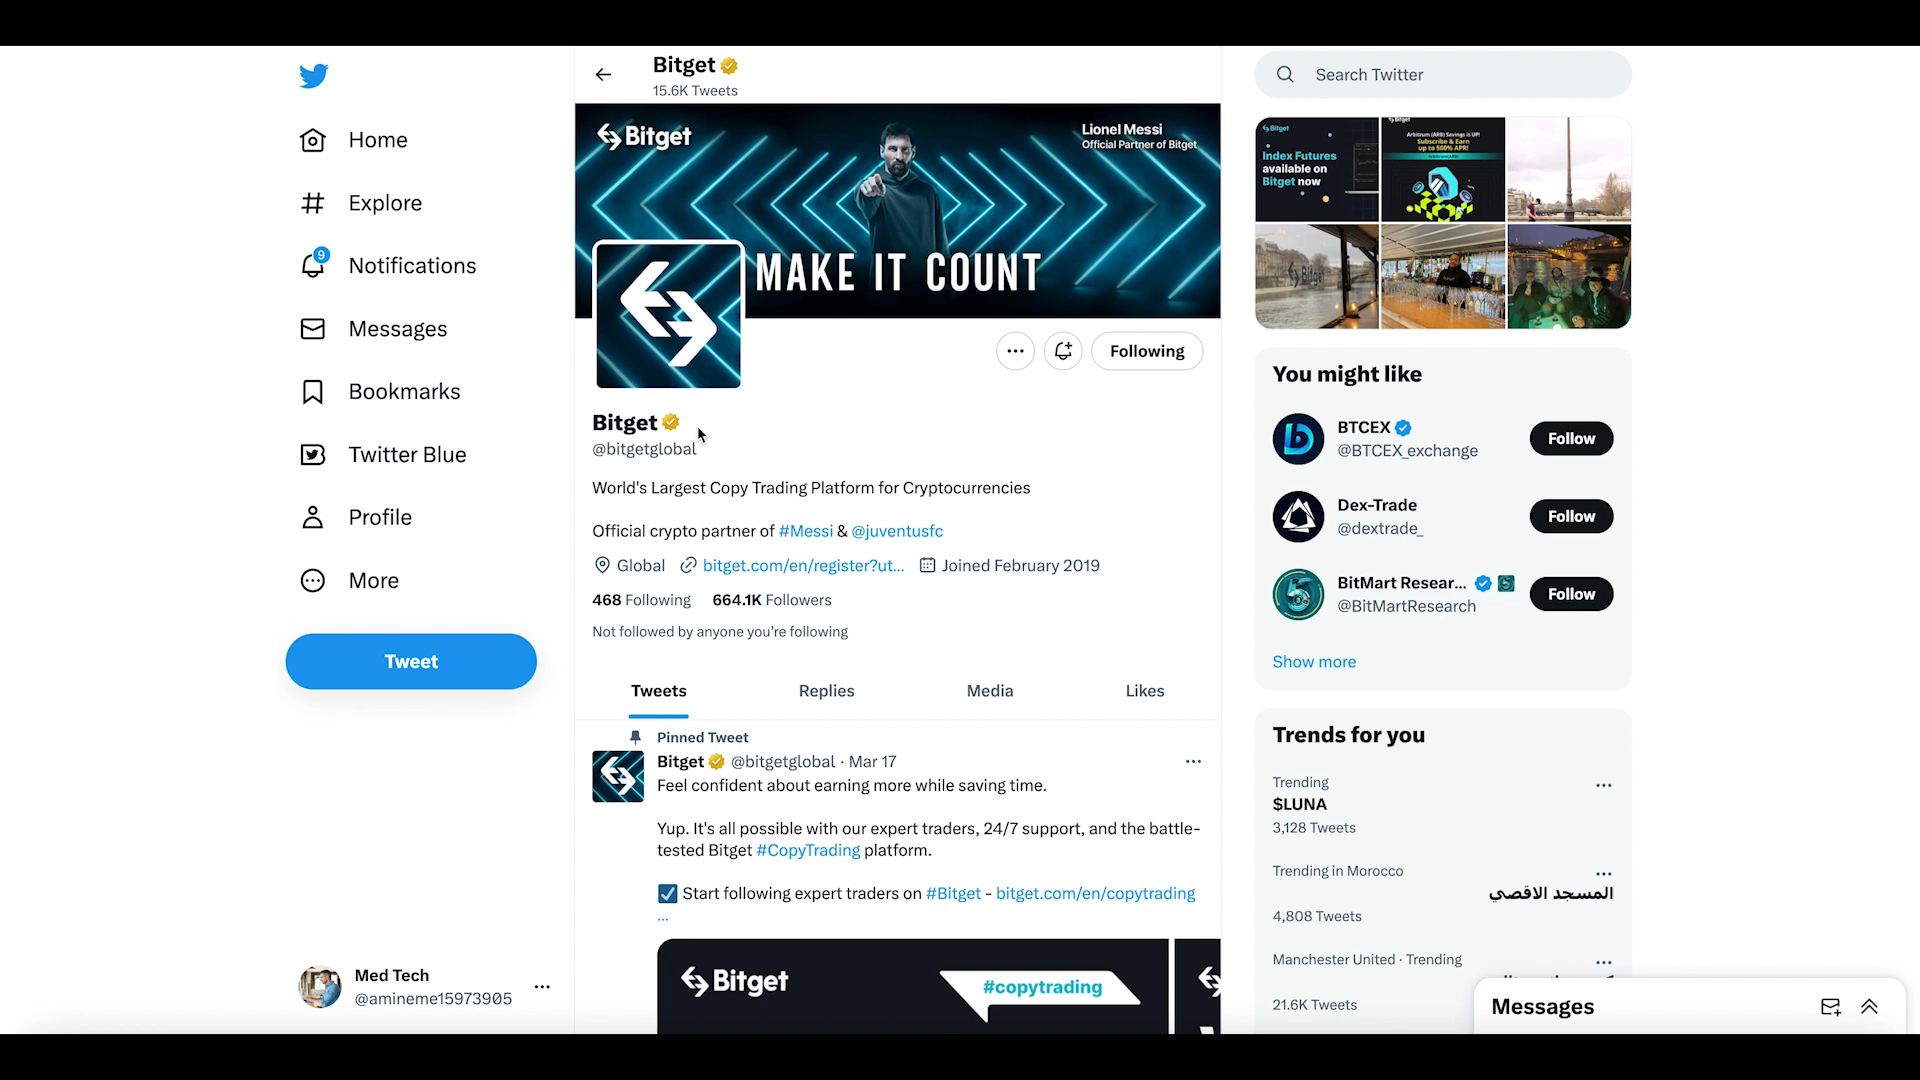 Home
Explore
9
Notifications
Messages
Bookmarks
Twitter Blue
Profile
More
Tweet
Med Tech
@amineme15973905
Bitget
15.6K Tweets
Bitget
Lionel Messi
Official Partner of Bitget
MAKE IT COUNT
Following
Bitget
@bitgetglobal
World's Largest Copy Trading Platform for Cryptocurrencies
Official crypto partner of #Messi & @juventusfc
Global bitget.com/en/register?ut... Joined February 2019
468 Following 664.1K Followers
Not followed by anyone you're following
Tweets Replies Media Likes
Pinned Tweet
Bitget @bitgetglobal · Mar 17
Feel confident about earning more while saving time.
Yup. It's all possible with our expert traders, 24/7 support, and the battle-
tested Bitget #CopyTrading platform.
Start following expert traders on #Bitget - bitget.com/en/copytrading
...
Bitget
#copytrading
Search Twitter
Bitget
Index Futures
available on
Bitget now
Bitget
Arbitrum (ARB) Savings is UP!
Subscribe & Earn
up to 500% APR!
Bitget
You might like
BTCEX
@BTCEX_exchange
Follow
Dex-Trade
@dextrade_
Follow
BitMart Resear...
@BitMartResearch
Follow
Show more
Trends for you
Trending
$LUNA
3,128 Tweets
Trending in Morocco
المسجد الاقصي
4,808 Tweets
Manchester United · Trending
21.6K Tweets
Messages